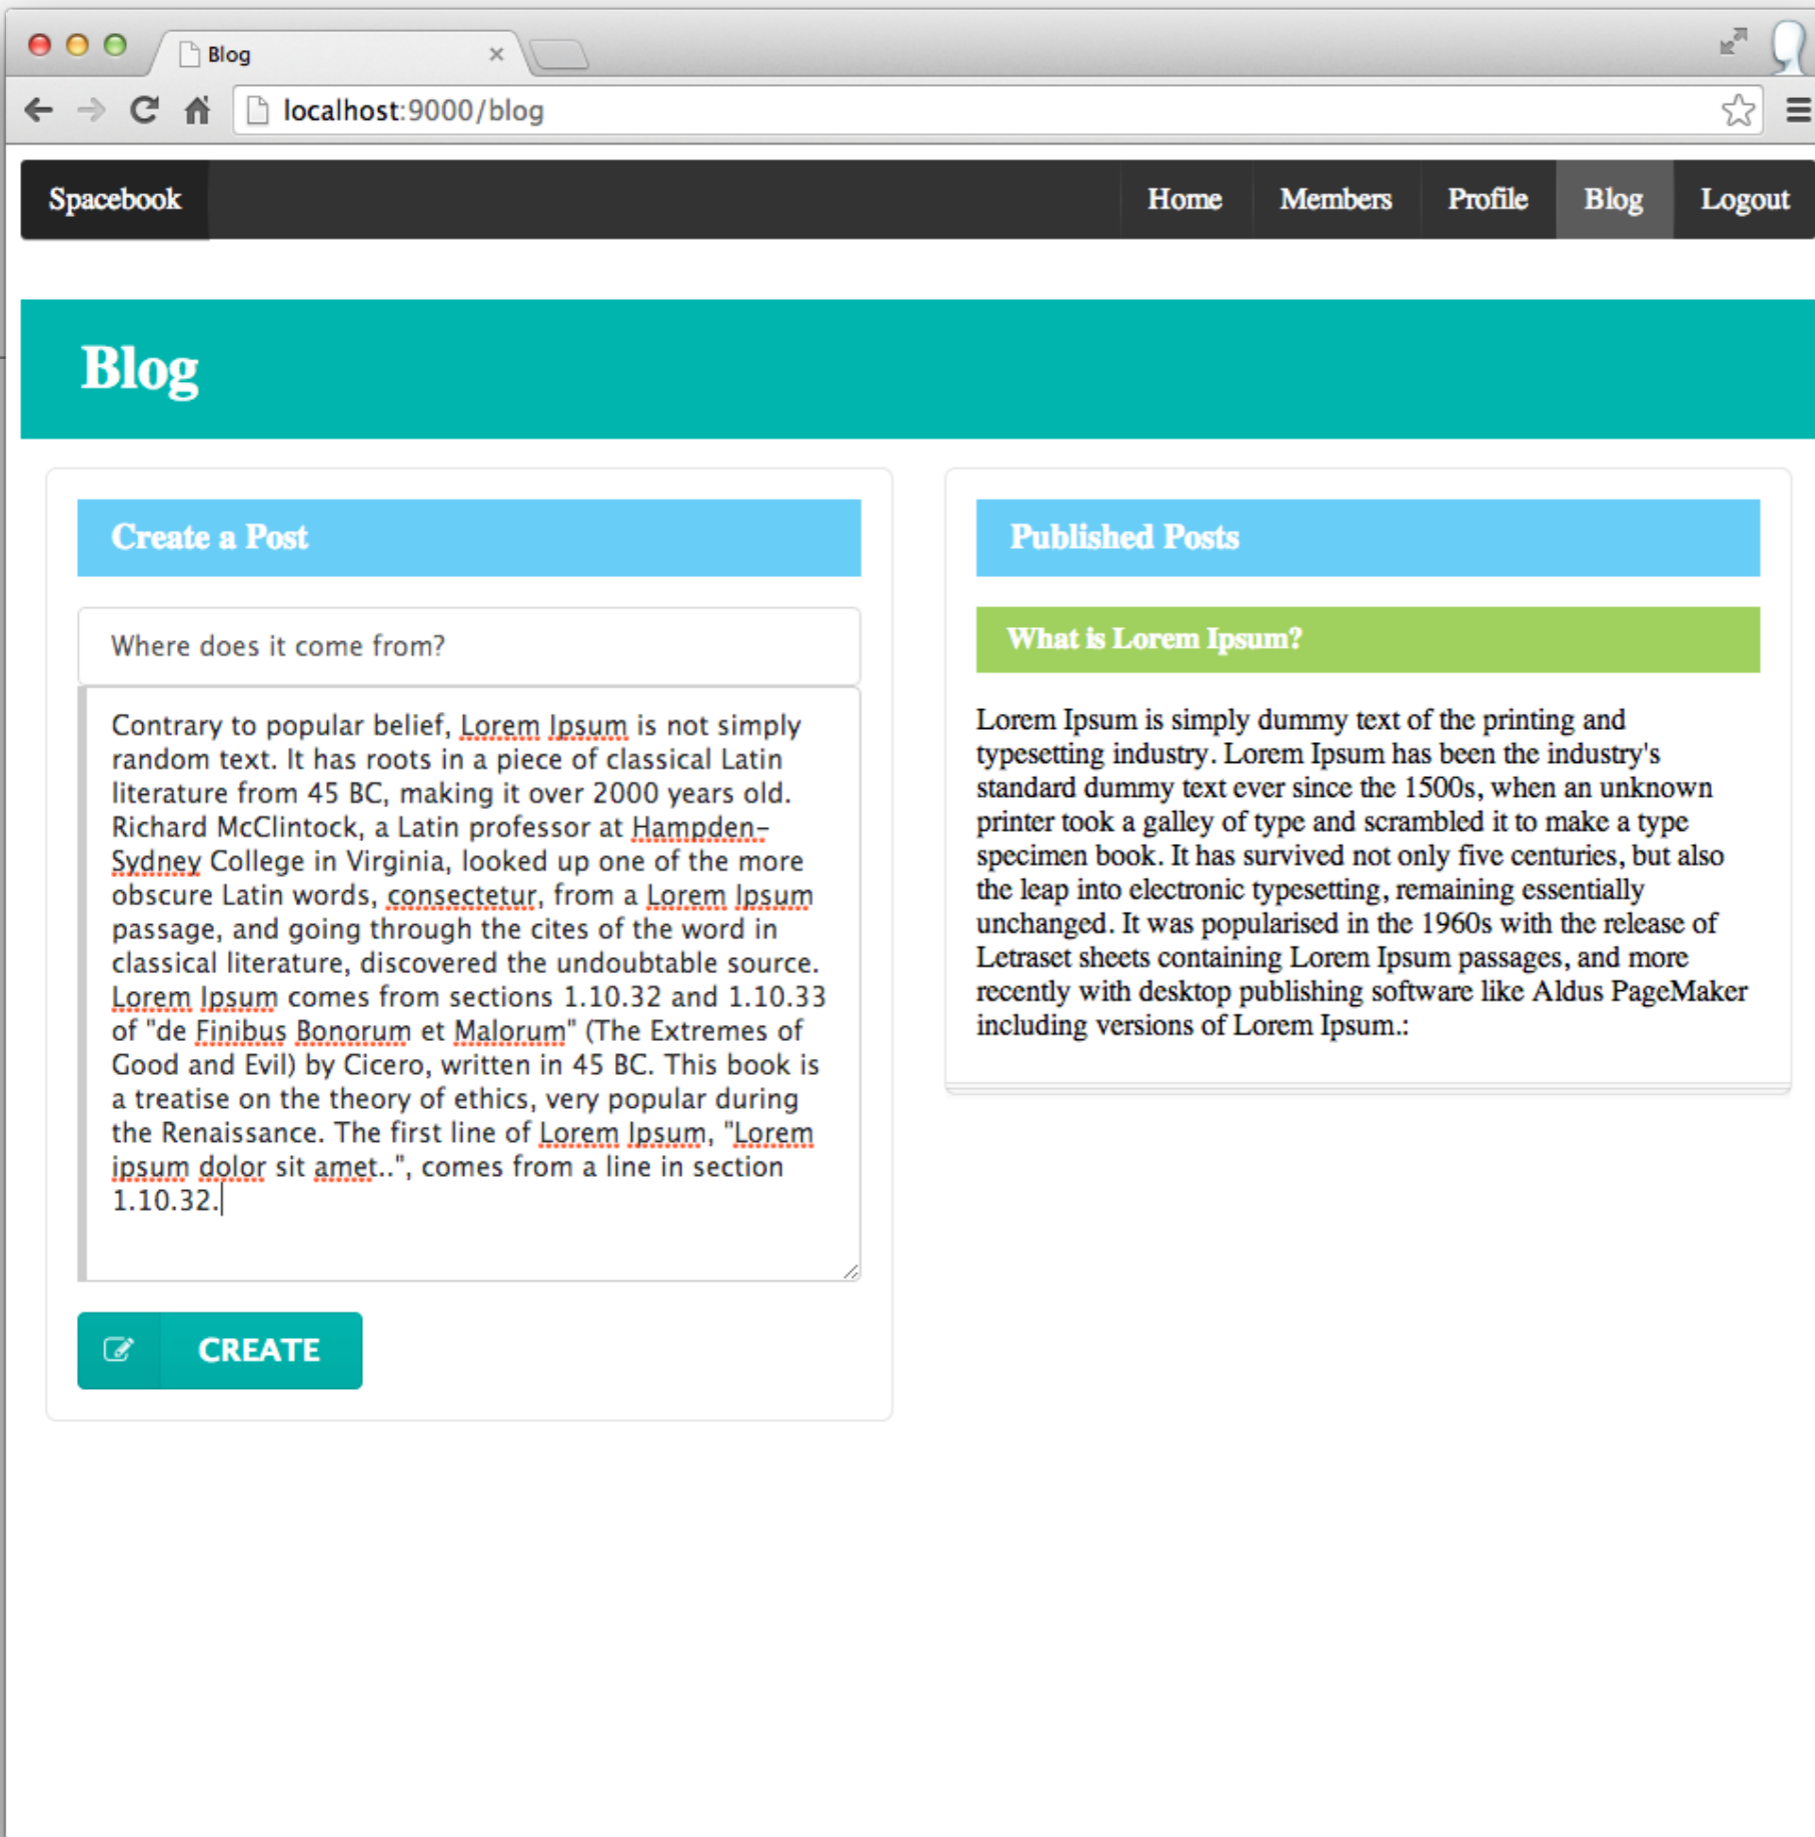 Blog
localhost:9000/blog
Spacebook
Home
Members
Profile
Blog
Logout
Blog
Create a Post
Where does it come from?
Contrary to popular belief, Lorem Ipsum is not simply
random text. It has roots in a piece of classical Latin
literature from 45 BC, making it over 2000 years old.
Richard McClintock, a Latin professor at Hampden-
Sydney College in Virginia, looked up one of the more
obscure Latin words, consectetur, from a Lorem Ipsum
passage, and going through the cites of the word in
classical literature, discovered the undoubtable source.
Lorem Ipsum comes from sections 1.10.32 and 1.10.33
of "de Finibus Bonorum et Malorum" (The Extremes of
Good and Evil) by Cicero, written in 45 BC. This book is
a treatise on the theory of ethics, very popular during
the Renaissance. The first line of Lorem Ipsum, "Lorem
ipsum dolor sit amet..", comes from a line in section
1.10.32.
CREATE
Published Posts
What is Lorem Ipsum?
Lorem Ipsum is simply dummy text of the printing and
typesetting industry. Lorem Ipsum has been the industry's
standard dummy text ever since the 1500s, when an unknown
printer took a galley of type and scrambled it to make a type
specimen book. It has survived not only five centuries, but also
the leap into electronic typesetting, remaining essentially
unchanged. It was popularised in the 1960s with the release of
Letraset sheets containing Lorem Ipsum passages, and more
recently with desktop publishing software like Aldus PageMaker
including versions of Lorem Ipsum.: